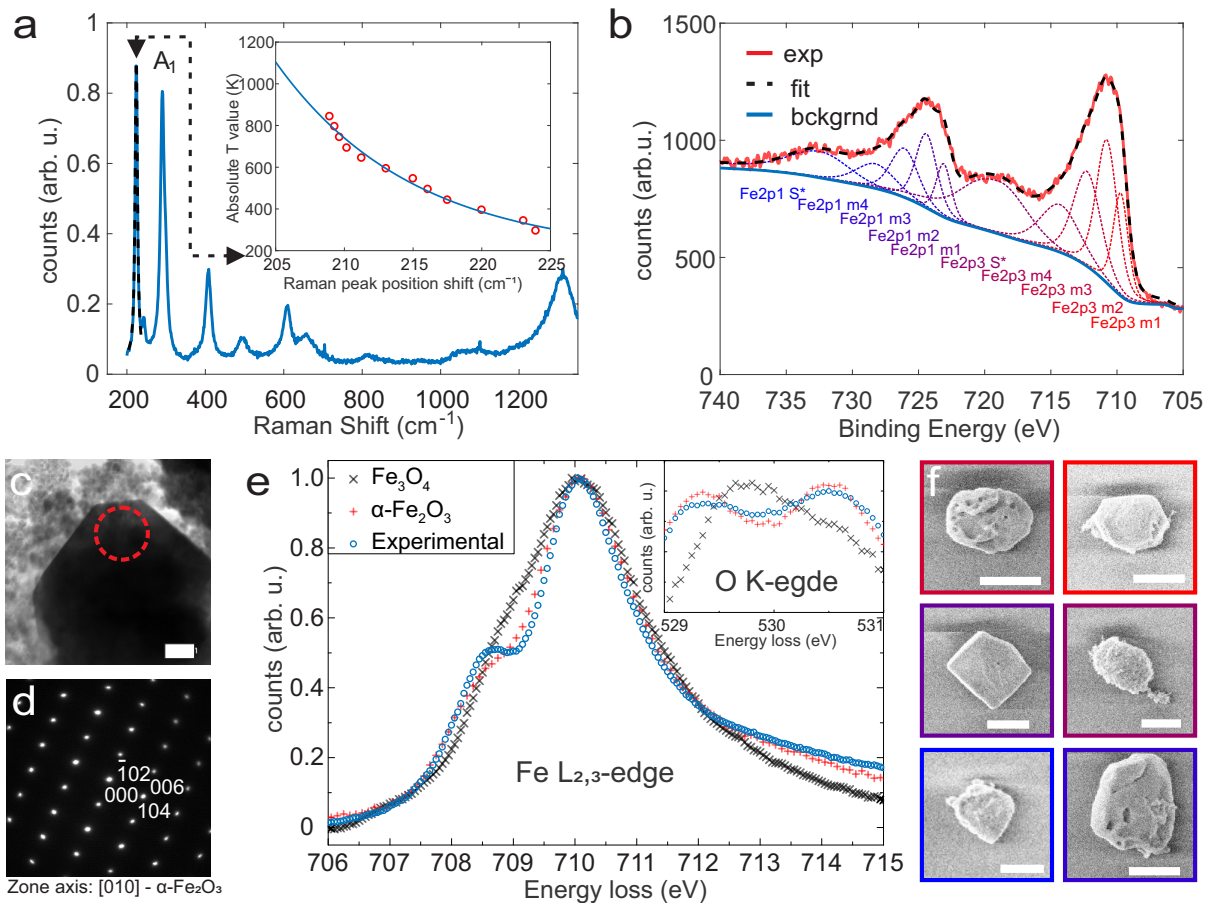 a
counts (arb. u.)
1
0.8
0.6
0.4
0.2
0
200
400
600
800
1000
1200
Raman Shift (cm⁻¹)
A₁
Absolute T value (K)
1200
1000
800
600
400
200
205
210
215
220
225
Raman peak position shift (cm⁻¹)
b
counts (arb.u.)
1500
1000
500
0
740
735
730
725
720
715
710
705
Binding Energy (eV)
exp
fit
bckgrnd
Fe2p1 S*
Fe2p1 m4
Fe2p1 m3
Fe2p1 m2
Fe2p1 m1
Fe2p3 S*
Fe2p3 m4
Fe2p3 m3
Fe2p3 m2
Fe2p3 m1
c
d
1̅02
000
006
104
Zone axis: [010] - α-Fe₂O₃
e
counts (arb. u.)
1.0
0.8
0.6
0.4
0.2
0
706
707
708
709
710
711
712
713
714
715
Energy loss (eV)
Fe₃O₄
α-Fe₂O₃
Experimental
Fe L₂,₃-edge
counts (arb. u.)
O K-egde
529
530
531
Energy loss (eV)
f